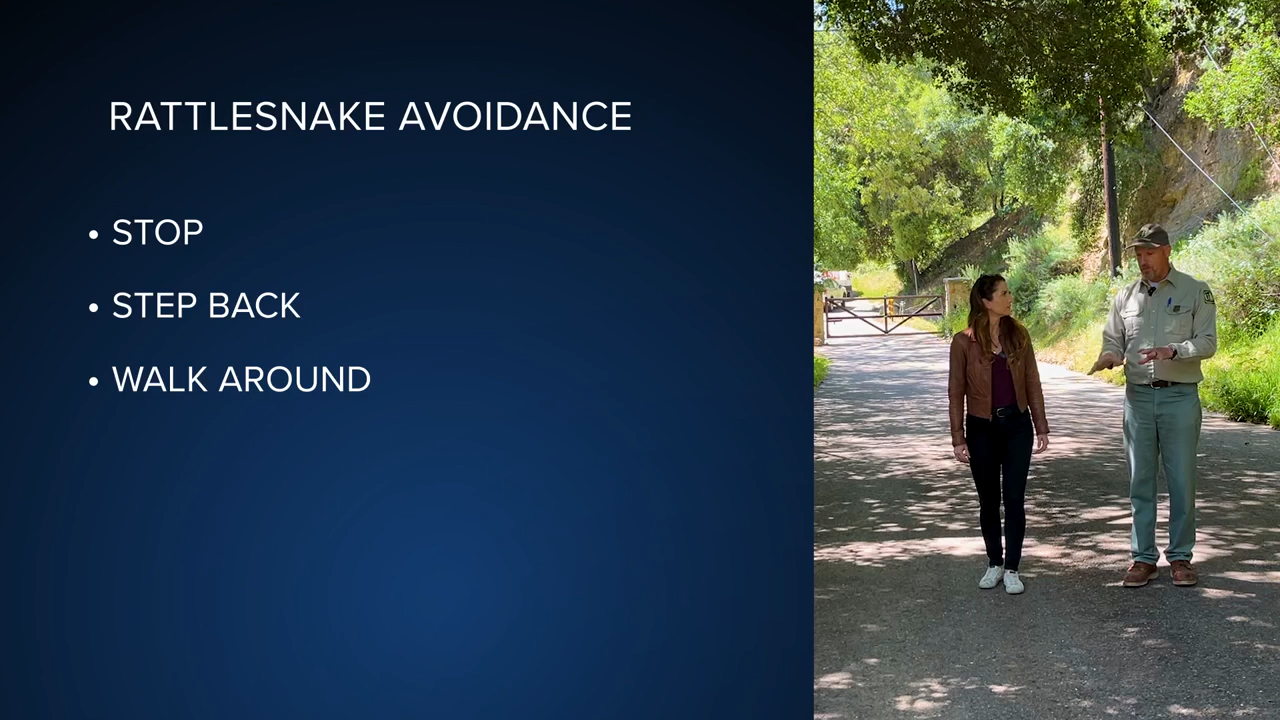 RATTLESNAKE AVOIDANCE
• STOP
• STEP BACK
• WALK AROUND